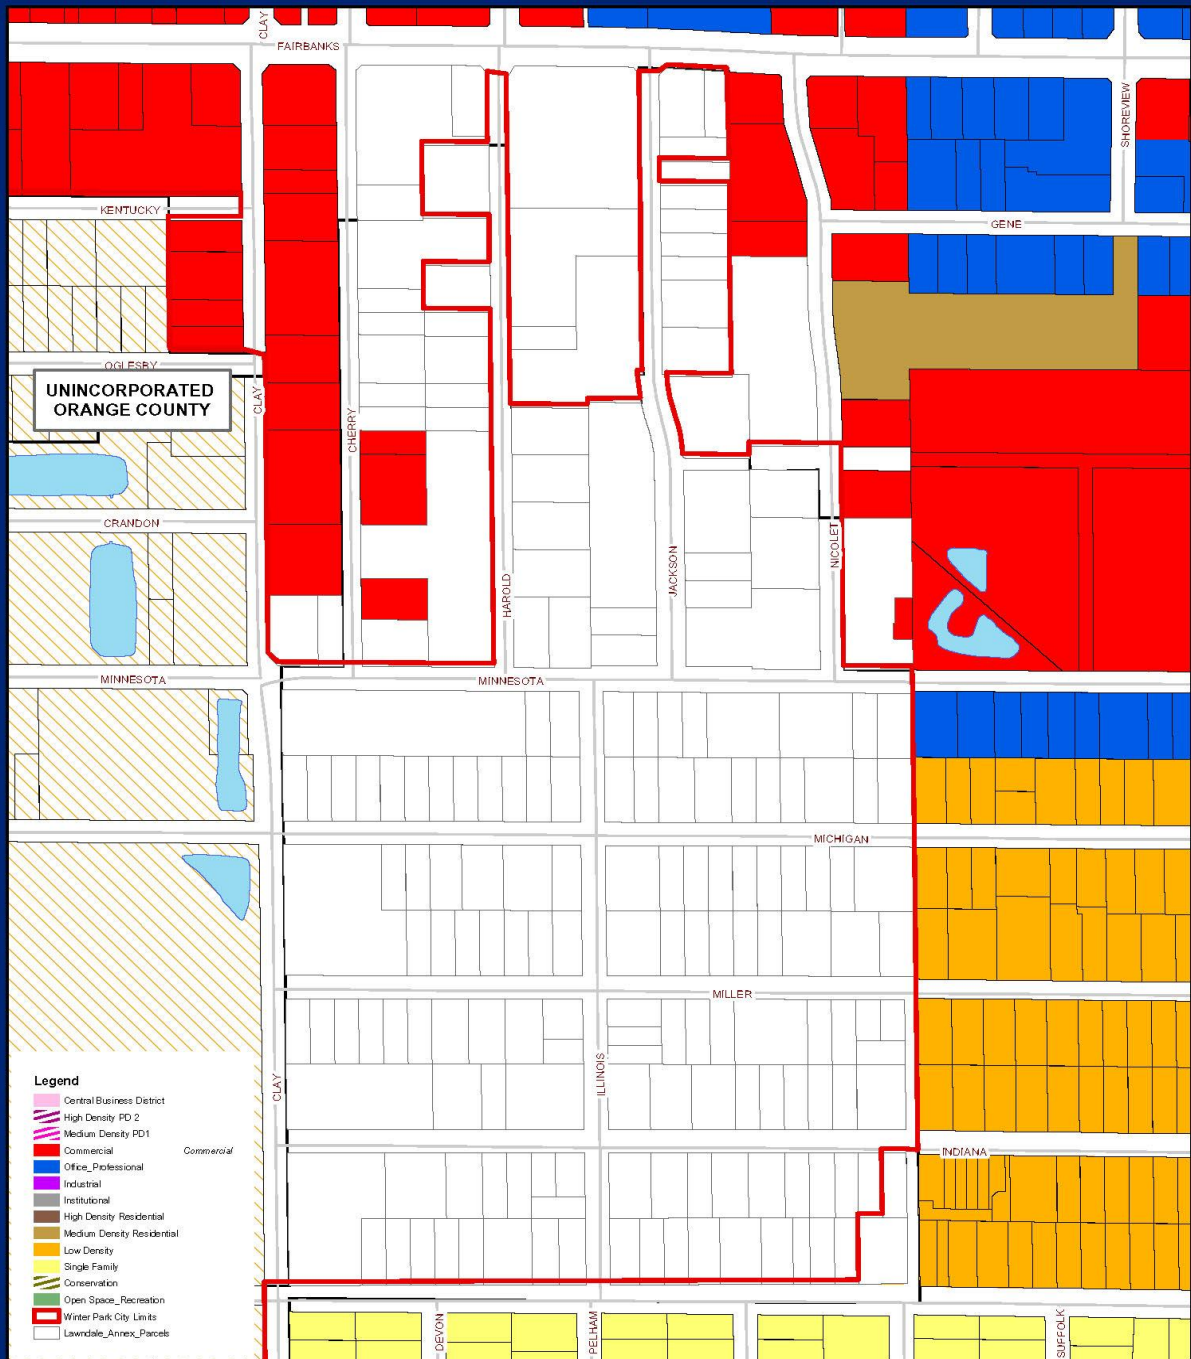 CLAY
FAIRBANKS
SHOREVIEW
KENTUCKY
GENE
OGLESBY
UNINCORPORATED
ORANGE COUNTY
CLAY
CHERRY
CRANDON
NICOLET
JACKSON
HAROLD
MINNESOTA
MINNESOTA
MICHIGAN
MILLER
ILLINOIS
CLAY
INDIANA
Legend
Central Business District
High Density PD 2
Medium Density PD1
Commercial Commercial
Office_Professional
Industrial
Institutional
High Density Residential
Medium Density Residential
Low Density
Single Family
Conservation
Open Space_Recreation
Winter Park City Limits
Lawndale_Annex_Parcels
DEVON
PELHAM
SUFFOLK